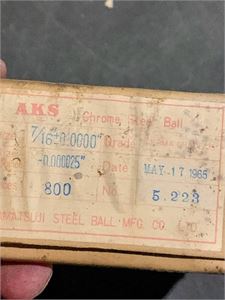 AKS Chrome Steel Ball
7/16"±0.0000" Grade
-0.000025" Date MAY.17 1965
800 No. 5.223
AMATSUJI STEEL BALL MFG. CO. LTD.